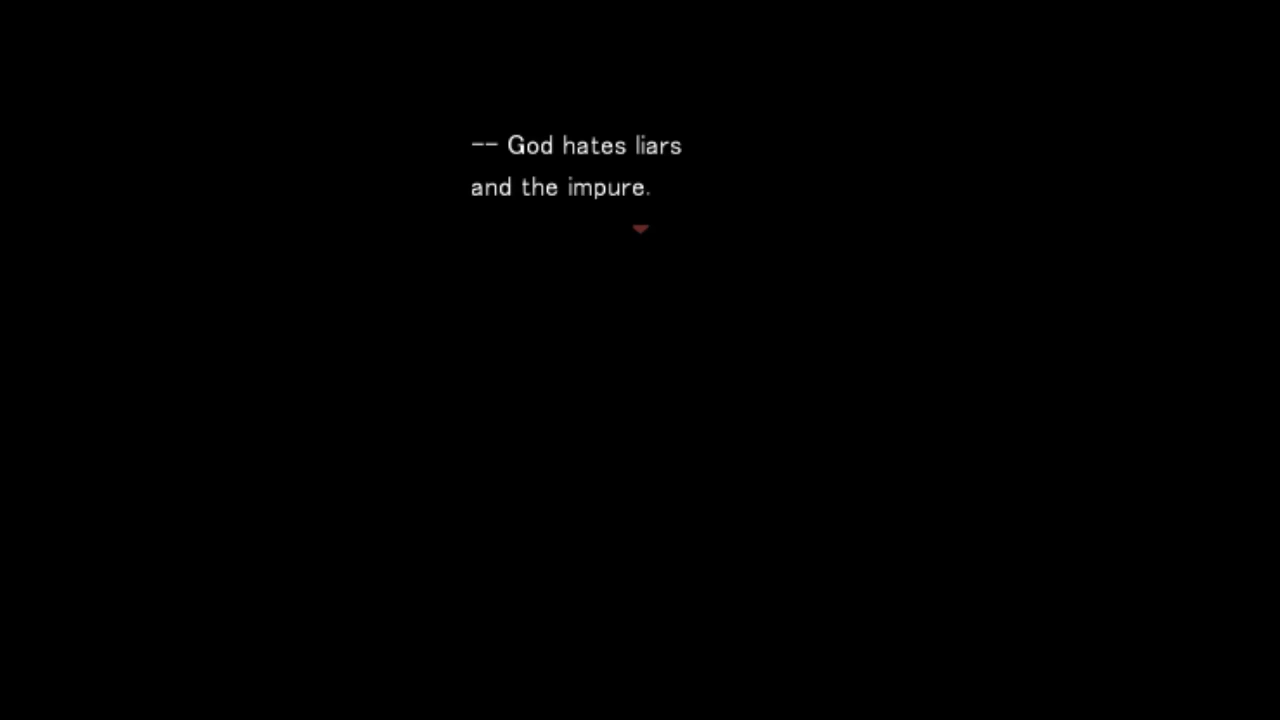 -- God hates liars
and the impure.